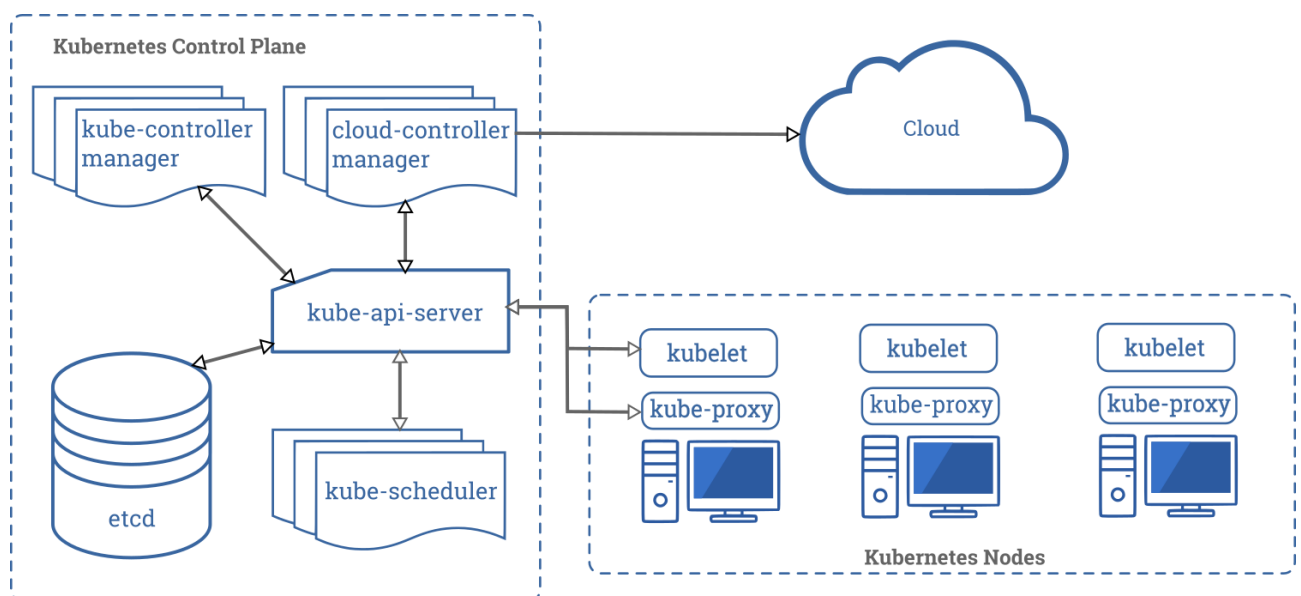 Kubernetes Control Plane
kube-controller
manager
cloud-controller
manager
Cloud
kube-api-server
kubelet
kubelet
kubelet
kube-proxy
kube-proxy
kube-proxy
etcd
kube-scheduler
Kubernetes Nodes